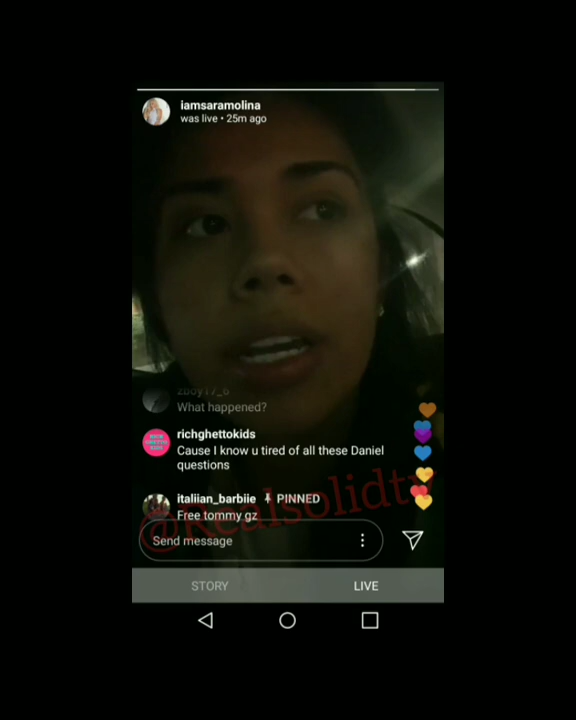 iamsaramolina
was live • 25m ago
zboy17_6
What happened?
richghettokids
Cause I know u tired of all these Daniel
questions
italiian_barbiie PINNED
Free tommy gz
@Realsolidtv
Send message
STORY LIVE